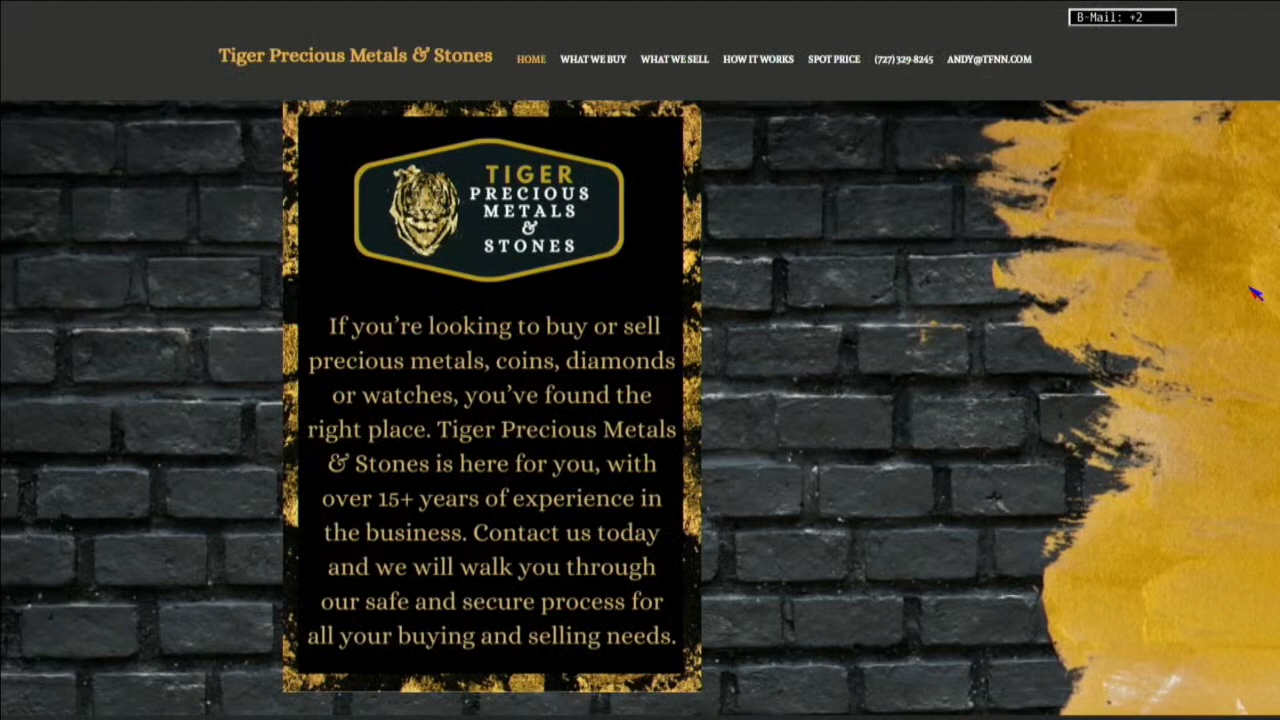 B-Mail: +2
Tiger Precious Metals & Stones HOME WHAT WE BUY WHAT WE SELL HOW IT WORKS SPOT PRICE (727) 329-8245 ANDY@TFNN.COM
TIGER
PRECIOUS
METALS
&
STONES
If you’re looking to buy or sell
precious metals, coins, diamonds
or watches, you’ve found the
right place. Tiger Precious Metals
& Stones is here for you, with
over 15+ years of experience in
the business. Contact us today
and we will walk you through
our safe and secure process for
all your buying and selling needs.